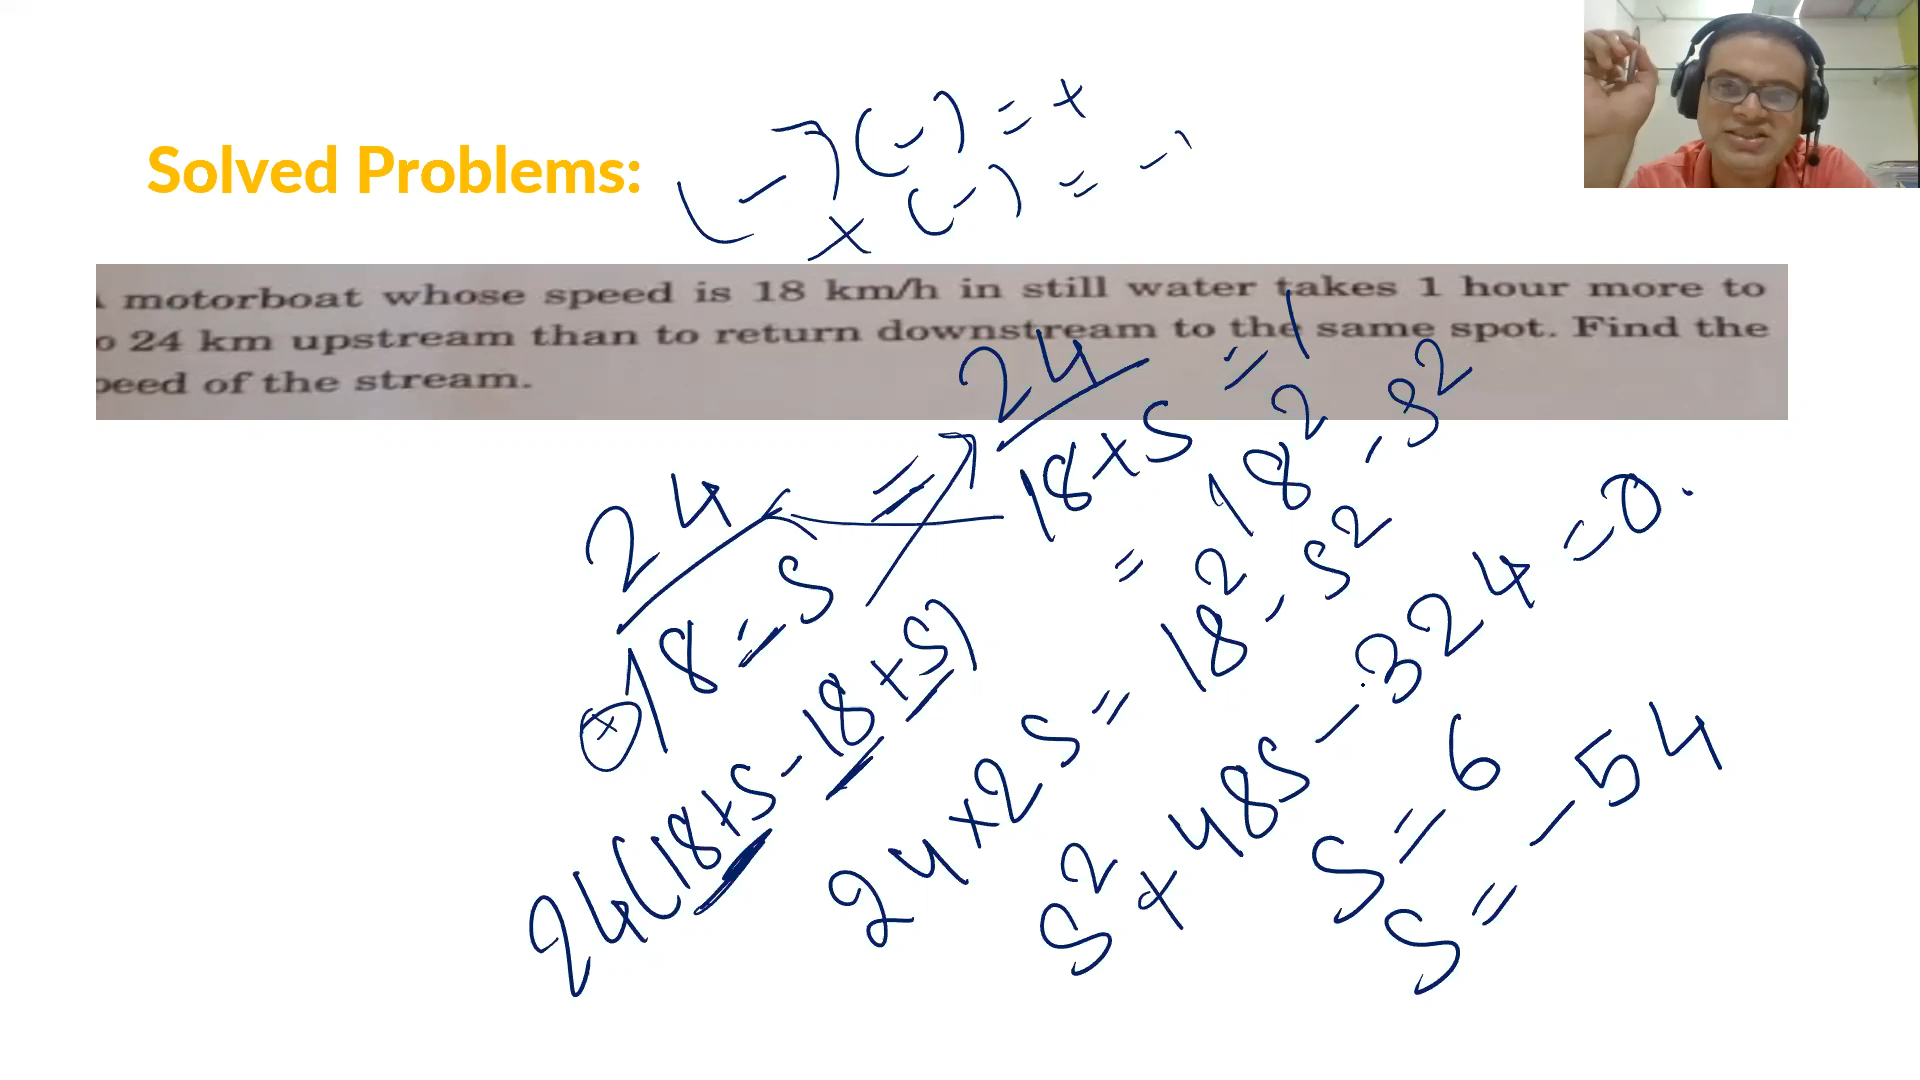 Solved Problems:
(-)(-) = +
+ (-) = -
motorboat whose speed is 18 km/h in still water takes 1 hour more to
o 24 km upstream than to return downstream to the same spot. Find the
peed of the stream.
24 / 18 - S = 24 / 18 + S = 1
24(18+S - 18+S) = 18² - S²
24 × 2S = 18² - S²
S² + 48S - 324 = 0.
S = 6
S = -54